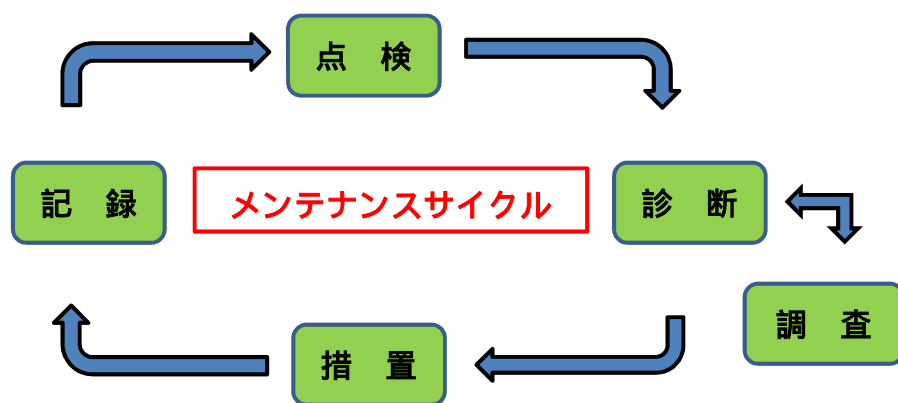 点　検
記　録
メンテナンスサイクル
診　断
調　査
措　置